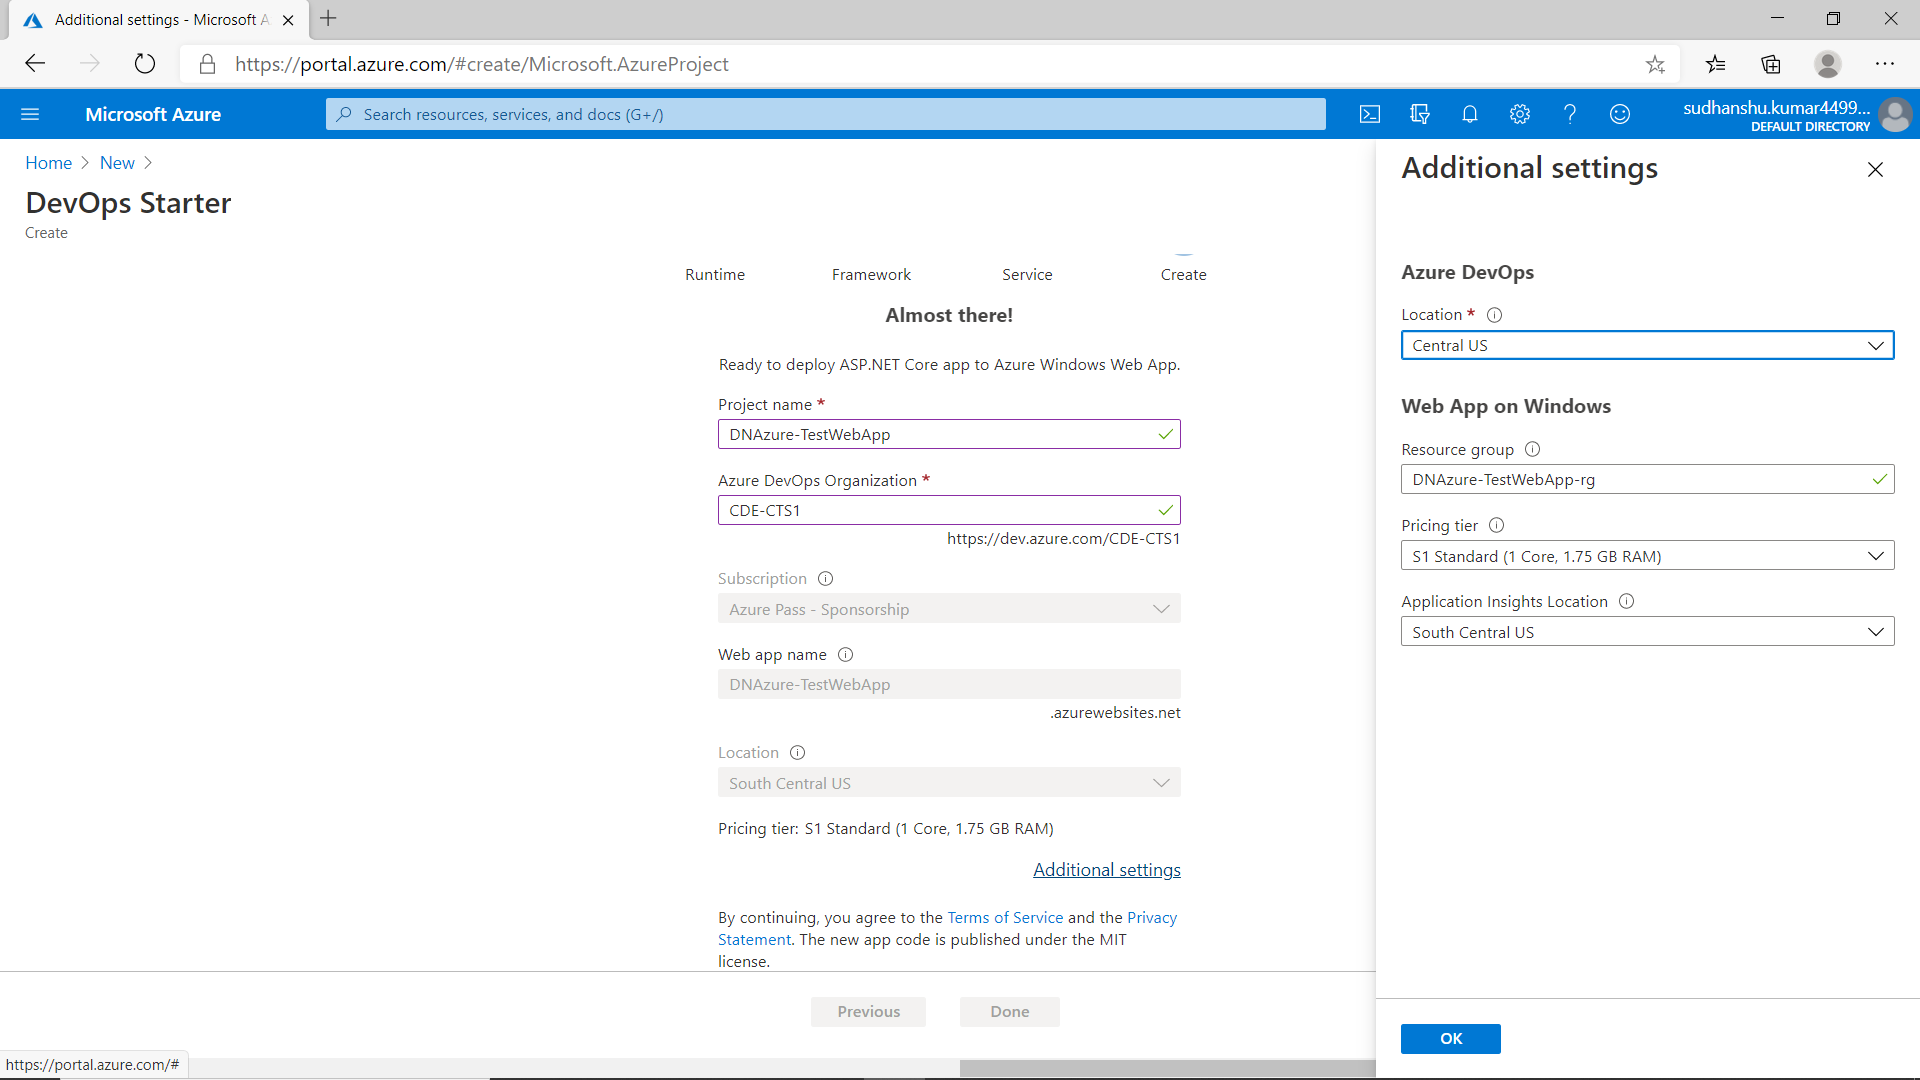 Additional settings - Microsoft A
https://portal.azure.com/#create/Microsoft.AzureProject
Microsoft Azure
Search resources, services, and docs (G+/)
sudhanshu.kumar4499...
DEFAULT DIRECTORY
Home
New
DevOps Starter
Create
Runtime
Framework
Service
Create
Almost there!
Ready to deploy ASP.NET Core app to Azure Windows Web App.
Project name *
DNAzure-TestWebApp
Azure DevOps Organization *
CDE-CTS1
https://dev.azure.com/CDE-CTS1
Subscription
Azure Pass - Sponsorship
Web app name
DNAzure-TestWebApp
.azurewebsites.net
Location
South Central US
Pricing tier: S1 Standard (1 Core, 1.75 GB RAM)
Additional settings
By continuing, you agree to the Terms of Service and the Privacy
Statement. The new app code is published under the MIT
license.
Previous
Done
https://portal.azure.com/#
Additional settings
Azure DevOps
Location *
Central US
Web App on Windows
Resource group
DNAzure-TestWebApp-rg
Pricing tier
S1 Standard (1 Core, 1.75 GB RAM)
Application Insights Location
South Central US
OK